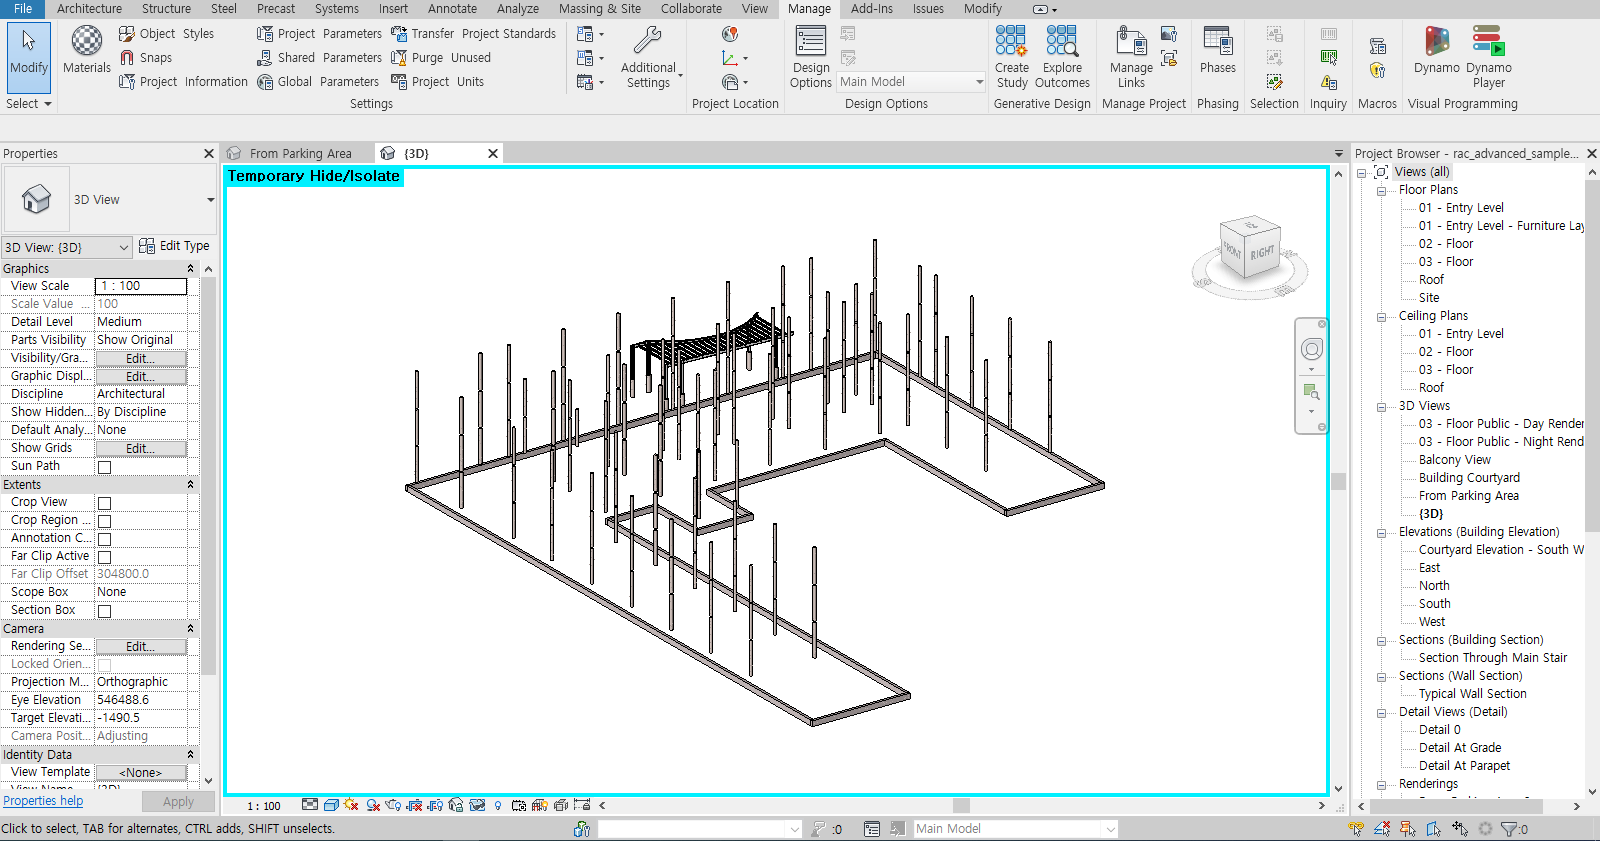 File Architecture Structure Steel Precast Systems Insert Annotate Analyze Massing & Site Collaborate View Manage Add-Ins Issues Modify
Modify
Select
Materials
Object Styles
Snaps
Project Information
Project Parameters
Shared Parameters
Global Parameters
Transfer Project Standards
Purge Unused
Project Units
Settings
Additional Settings
Project Location
Design Options
Main Model
Design Options
Create Study
Explore Outcomes
Generative Design
Manage Links
Manage Project
Phases
Phasing
Selection
Inquiry
Macros
Dynamo
Dynamo Player
Visual Programming
Properties
3D View
3D View: {3D}
Edit Type
Graphics
View Scale 1 : 100
Scale Value ... 100
Detail Level Medium
Parts Visibility Show Original
Visibility/Gra... Edit...
Graphic Displ... Edit...
Discipline Architectural
Show Hidden... By Discipline
Default Analy... None
Show Grids Edit...
Sun Path
Extents
Crop View
Crop Region ...
Annotation C...
Far Clip Active
Far Clip Offset 304800.0
Scope Box None
Section Box
Camera
Rendering Se... Edit...
Locked Orien...
Projection M... Orthographic
Eye Elevation 546488.6
Target Elevati... -1490.5
Camera Posit... Adjusting
Identity Data
View Template <None>
View Name {3D}
Properties help
Apply
From Parking Area
{3D}
Temporary Hide/Isolate
FRONT RIGHT
1 : 100
Project Browser - rac_advanced_sample...
Views (all)
Floor Plans
01 - Entry Level
01 - Entry Level - Furniture Lay
02 - Floor
03 - Floor
Roof
Site
Ceiling Plans
01 - Entry Level
02 - Floor
03 - Floor
Roof
3D Views
03 - Floor Public - Day Rende
03 - Floor Public - Night Rend
Balcony View
Building Courtyard
From Parking Area
{3D}
Elevations (Building Elevation)
Courtyard Elevation - South W
East
North
South
West
Sections (Building Section)
Section Through Main Stair
Sections (Wall Section)
Typical Wall Section
Detail Views (Detail)
Detail 0
Detail At Grade
Detail At Parapet
Renderings
Click to select, TAB for alternates, CTRL adds, SHIFT unselects.
:0
Main Model
:0